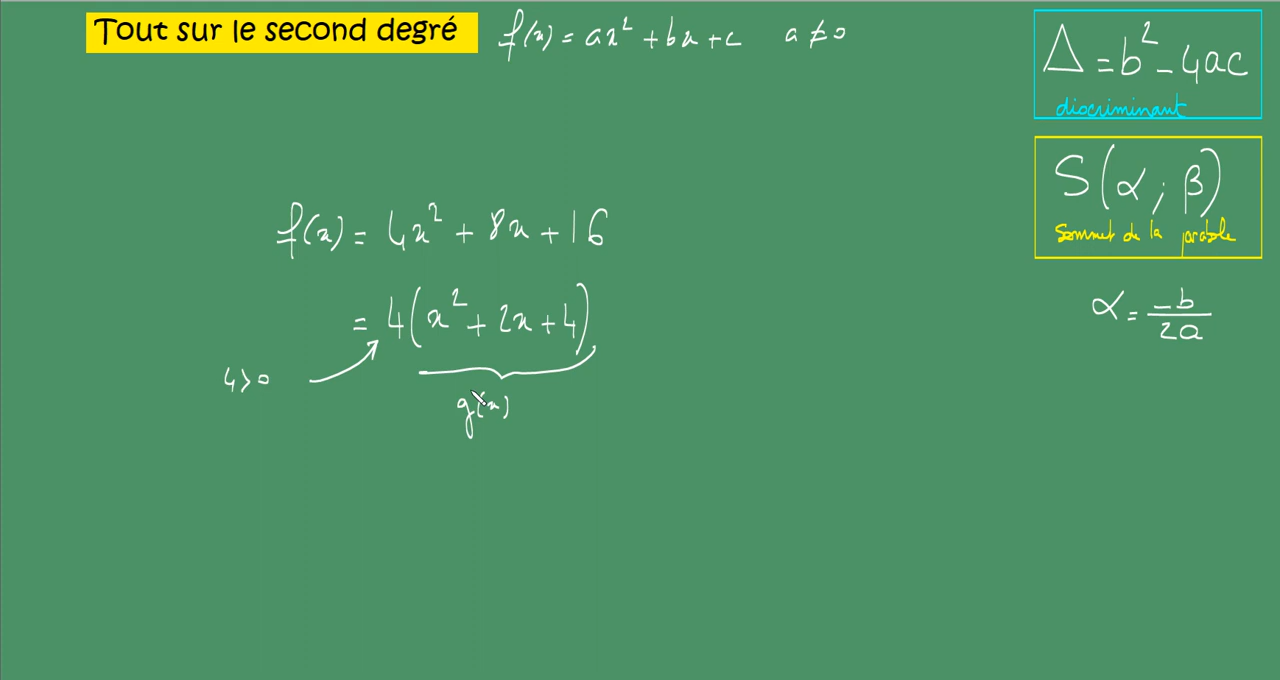 Tout sur le second degré
f(x) = ax² + bx + c a ≠ 0
Δ = b² - 4ac
discriminant
S(α ; β)
Sommet de la parabole
α = -b/2a
f(x) = 4x² + 8x + 16
= 4(x² + 2x + 4)
4 > 0
g(x)